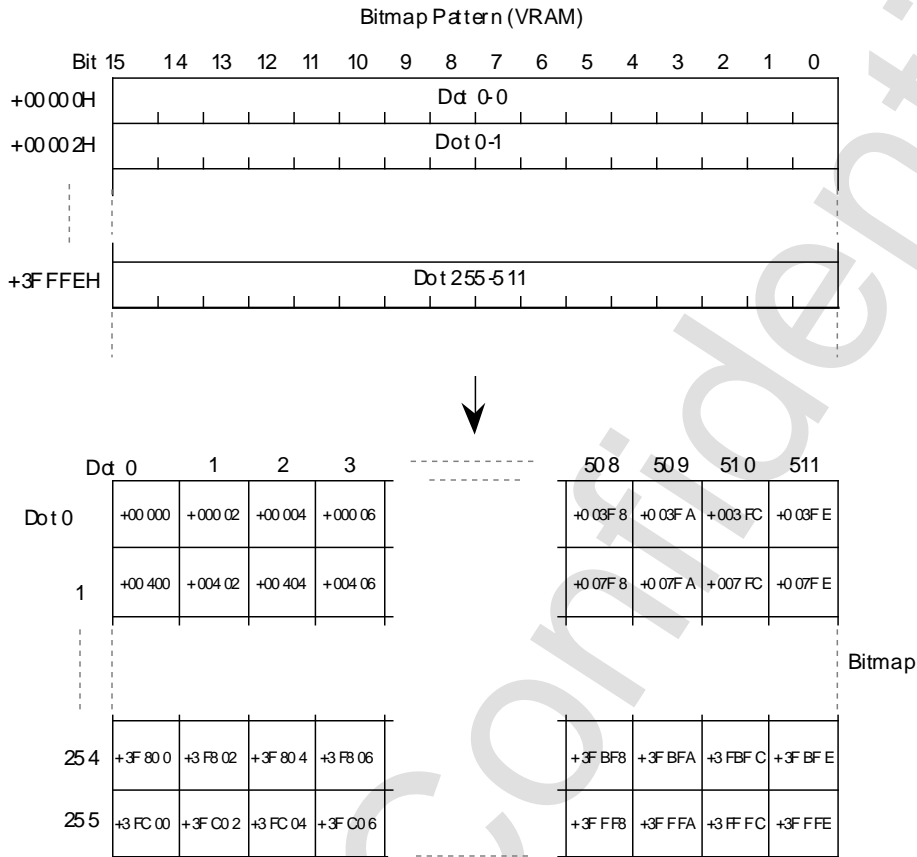 Bitmap Pattern (VRAM)
Bit 15 14 13 12 11 10 9 8 7 6 5 4 3 2 1 0
+00000H Dot 0-0
+00002H Dot 0-1
+3FFFEH Dot 255-511
Dot 0 1 2 3 508 509 510 511
Dot 0 +00000 +00002 +00004 +00006 +003F8 +003FA +003FC +003FE
1 +00400 +00402 +00404 +00406 +007F8 +007FA +007FC +007FE
Bitmap
254 +3F800 +3F802 +3F804 +3F806 +3FBF8 +3FBFA +3FBFC +3FBFE
255 +3FC00 +3FC02 +3FC04 +3FC06 +3FFF8 +3FFFA +3FFFC +3FFFE
Confidenti